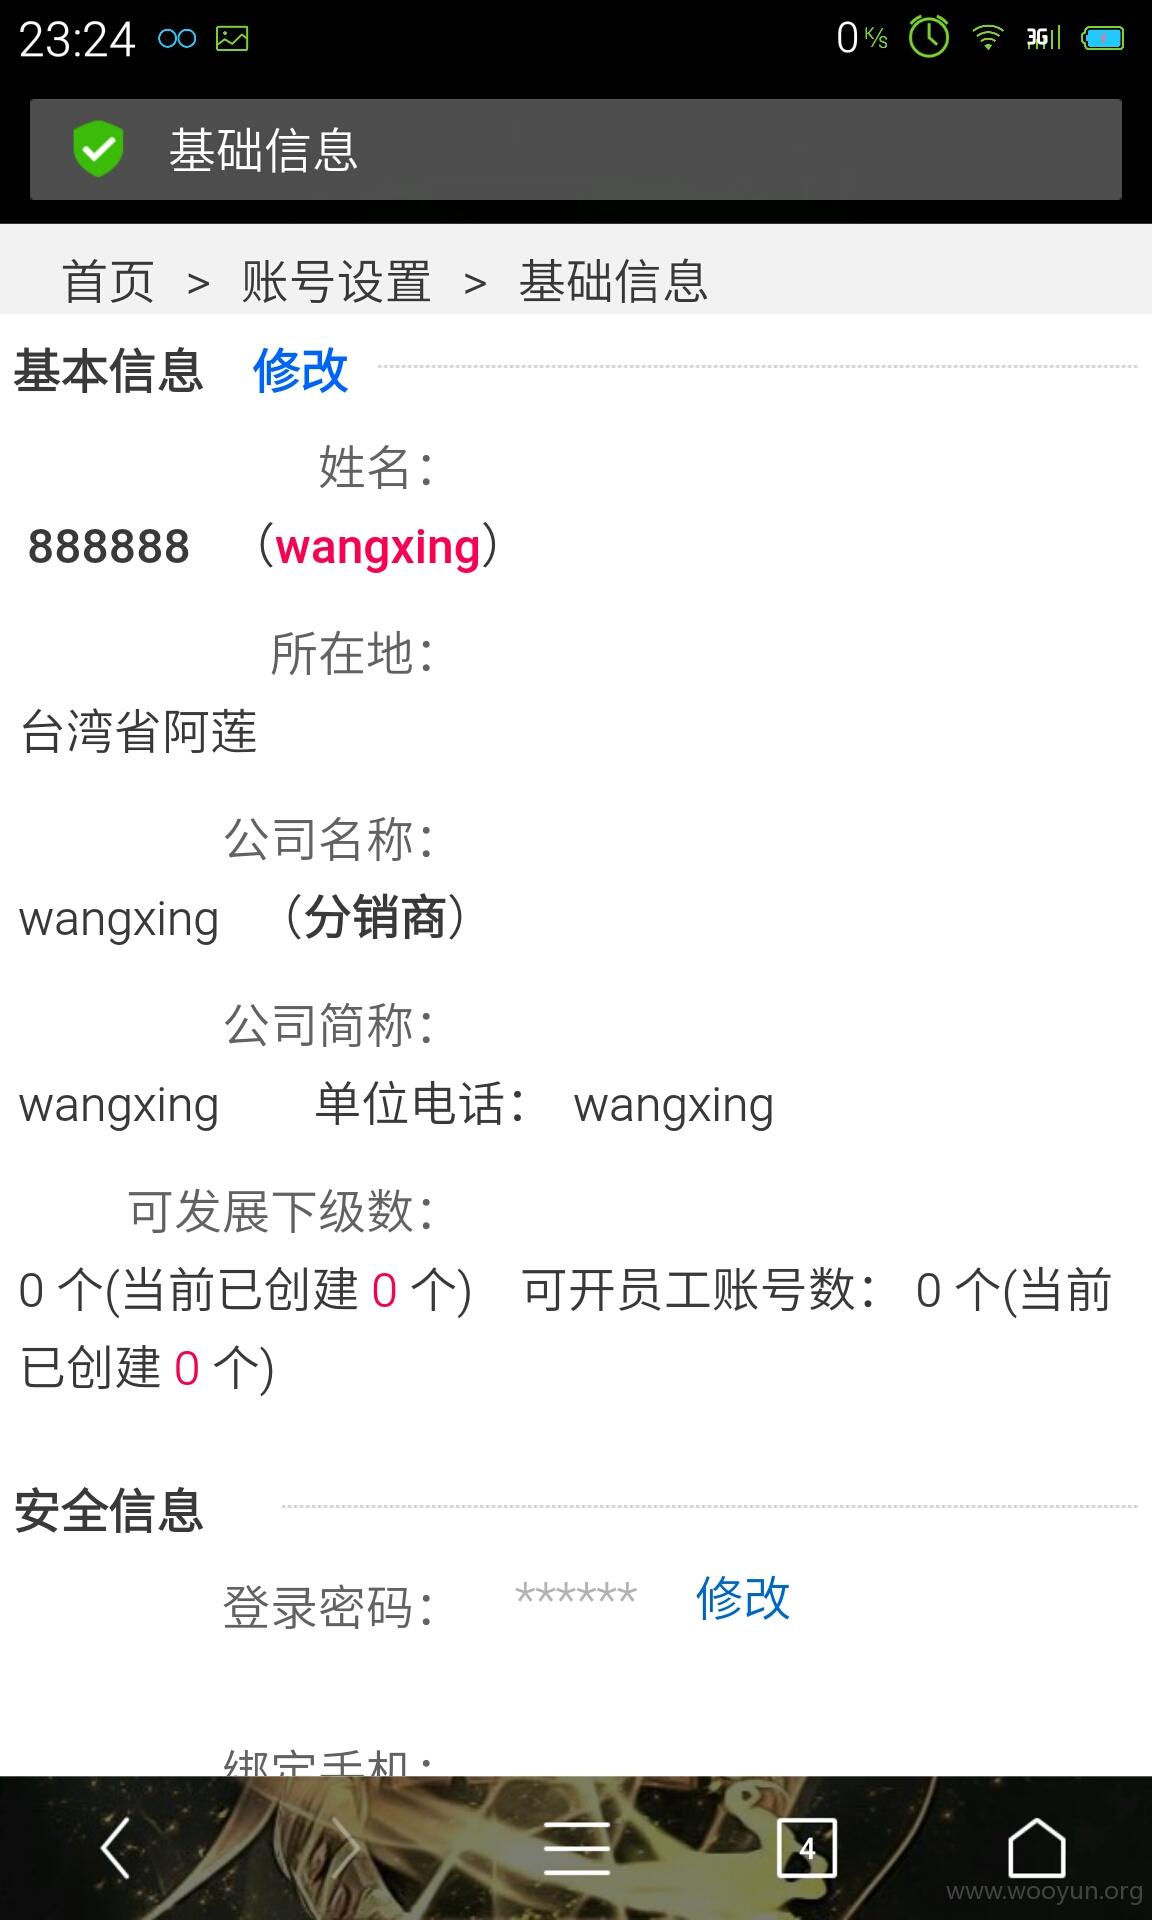 23:24
0 K/s 3G
基础信息
首页 > 账号设置 > 基础信息
基本信息 修改
姓名：
888888 （wangxing）
所在地：
台湾省阿莲
公司名称：
wangxing （分销商）
公司简称：
wangxing 单位电话： wangxing
可发展下级数：
0 个(当前已创建 0 个) 可开员工账号数： 0 个(当前
已创建 0 个)
安全信息
登录密码： ****** 修改
绑定手机：
4
www.wooyun.org